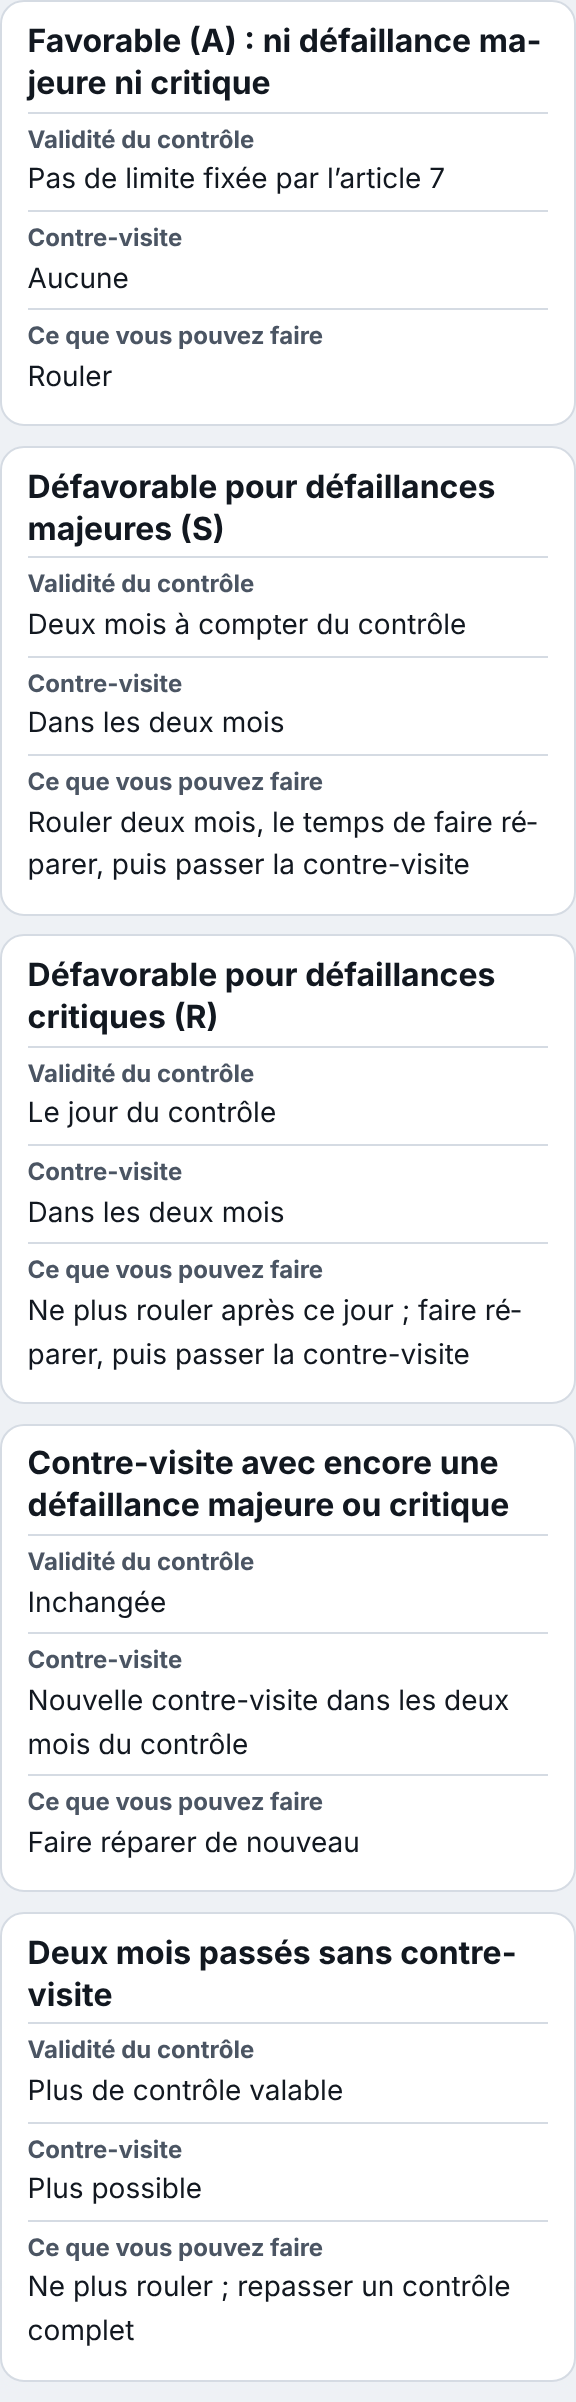 Favorable (A) : ni défaillance ma-
jeure ni critique
Validité du contrôle
Pas de limite fixée par l’article 7
Contre-visite
Aucune
Ce que vous pouvez faire
Rouler
Défavorable pour défaillances
majeures (S)
Validité du contrôle
Deux mois à compter du contrôle
Contre-visite
Dans les deux mois
Ce que vous pouvez faire
Rouler deux mois, le temps de faire ré-
parer, puis passer la contre-visite
Défavorable pour défaillances
critiques (R)
Validité du contrôle
Le jour du contrôle
Contre-visite
Dans les deux mois
Ce que vous pouvez faire
Ne plus rouler après ce jour ; faire ré-
parer, puis passer la contre-visite
Contre-visite avec encore une
défaillance majeure ou critique
Validité du contrôle
Inchangée
Contre-visite
Nouvelle contre-visite dans les deux
mois du contrôle
Ce que vous pouvez faire
Faire réparer de nouveau
Deux mois passés sans contre-
visite
Validité du contrôle
Plus de contrôle valable
Contre-visite
Plus possible
Ce que vous pouvez faire
Ne plus rouler ; repasser un contrôle
complet